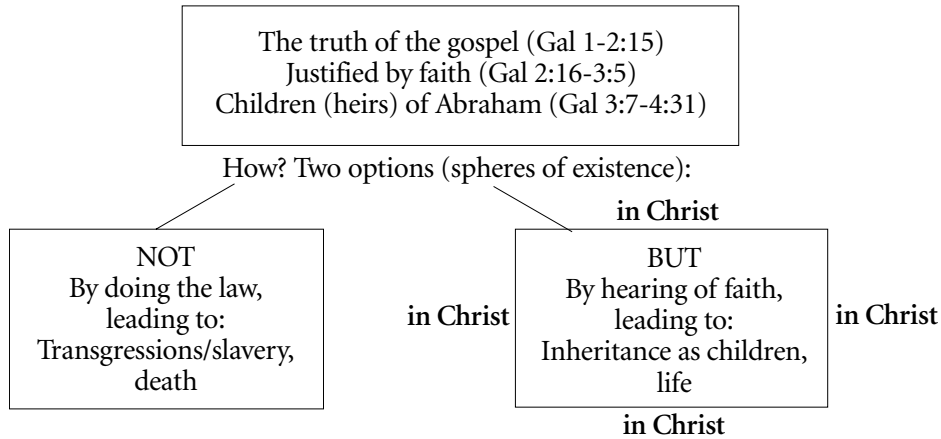 The truth of the gospel (Gal 1-2:15)
Justified by faith (Gal 2:16-3:5)
Children (heirs) of Abraham (Gal 3:7-4:31)
How? Two options (spheres of existence):
in Christ
NOT
By doing the law,
leading to:
Transgressions/slavery,
death
in Christ
BUT
By hearing of faith,
leading to:
Inheritance as children,
life
in Christ
in Christ